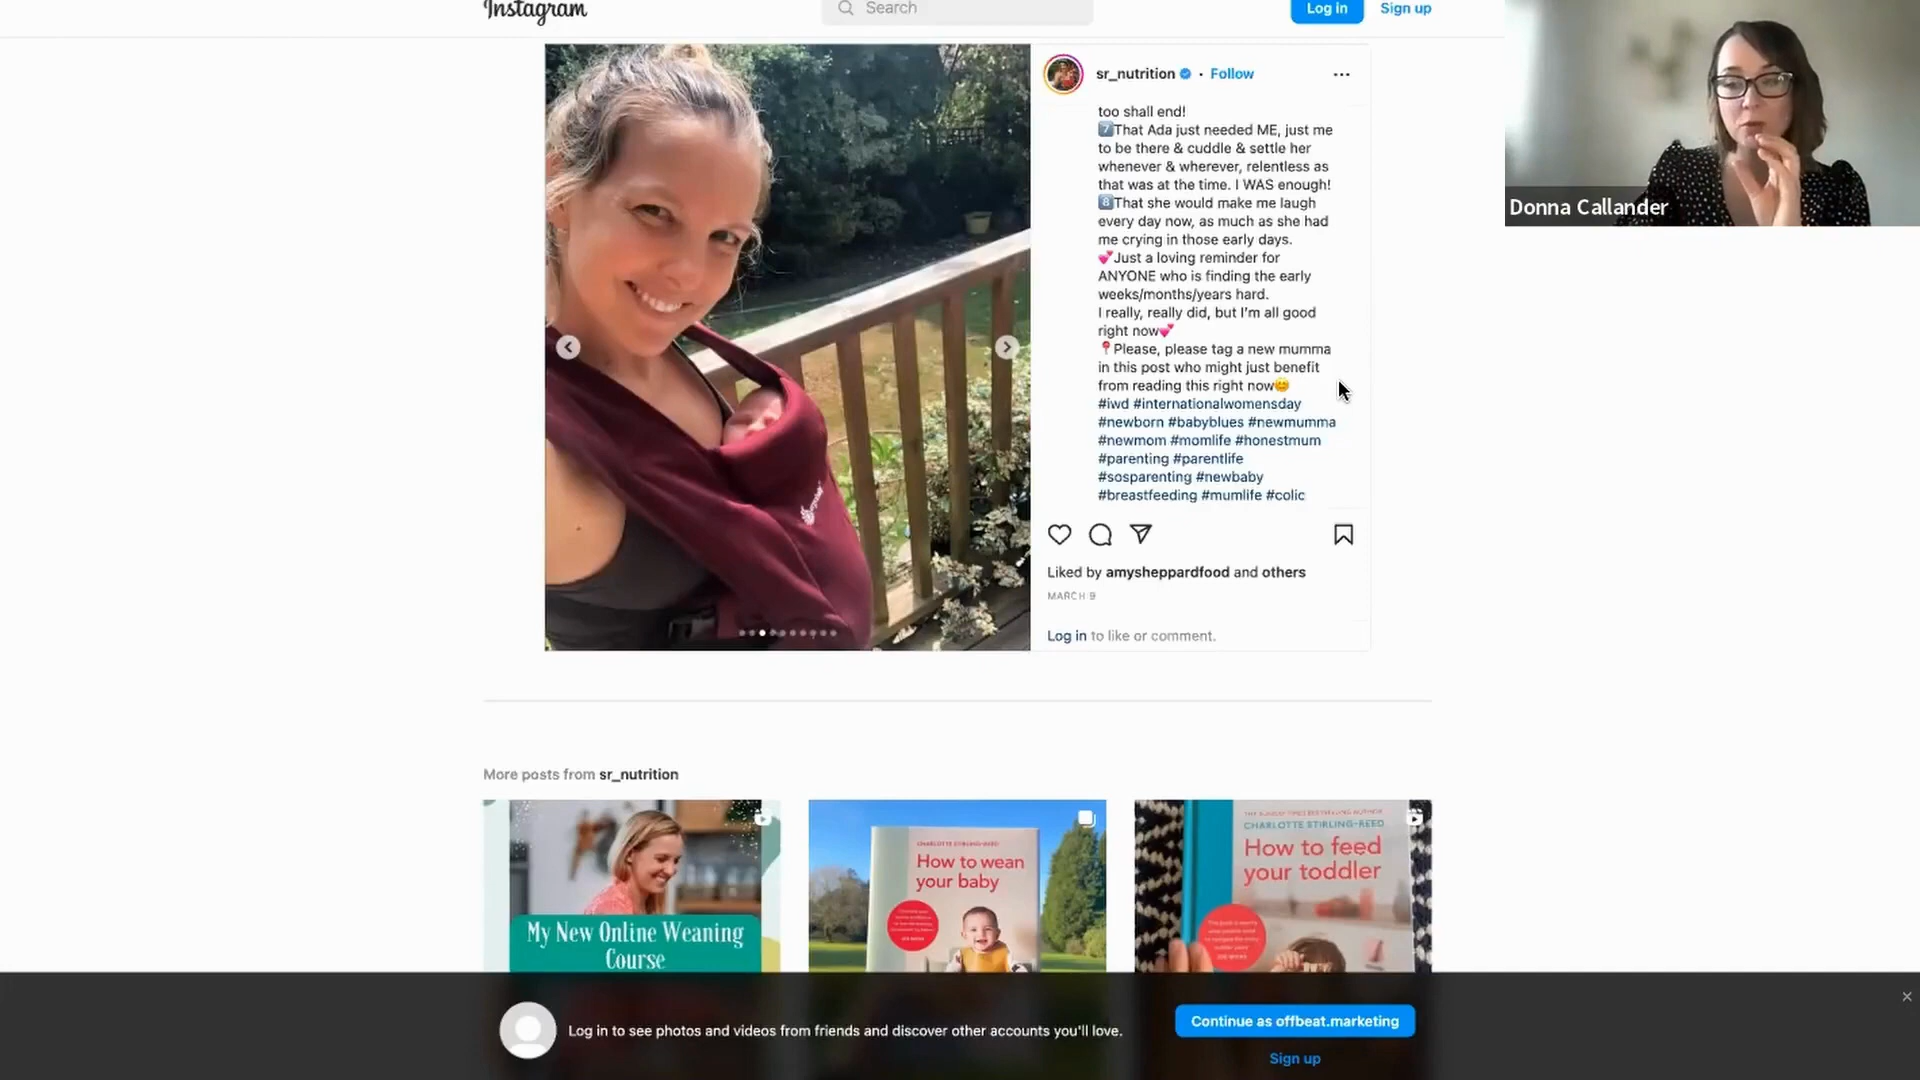 Instagram
Search
Log in
Sign up
sr_nutrition
• Follow
too shall end!
7️⃣That Ada just needed ME, just me
to be there & cuddle & settle her
whenever & wherever, relentless as
that was at the time. I WAS enough!
8️⃣That she would make me laugh
every day now, as much as she had
me crying in those early days.
💕Just a loving reminder for
ANYONE who is finding the early
weeks/months/years hard.
I really, really did, but I'm all good
right now💕
📍Please, please tag a new mumma
in this post who might just benefit
from reading this right now😊
#iwd #internationalwomensday
#newborn #babyblues #newmumma
#newmom #momlife #honestmum
#parenting #parentlife
#sosparenting #newbaby
#breastfeeding #mumlife #colic
Liked by amysheppardfood and others
MARCH 9
Log in to like or comment.
Donna Callander
More posts from sr_nutrition
My New Online Weaning
Course
CHARLOTTE STIRLING-REED
How to wean
your baby
CHARLOTTE STIRLING-REED
How to feed
your toddler
Log in to see photos and videos from friends and discover other accounts you'll love.
Continue as offbeat.marketing
Sign up